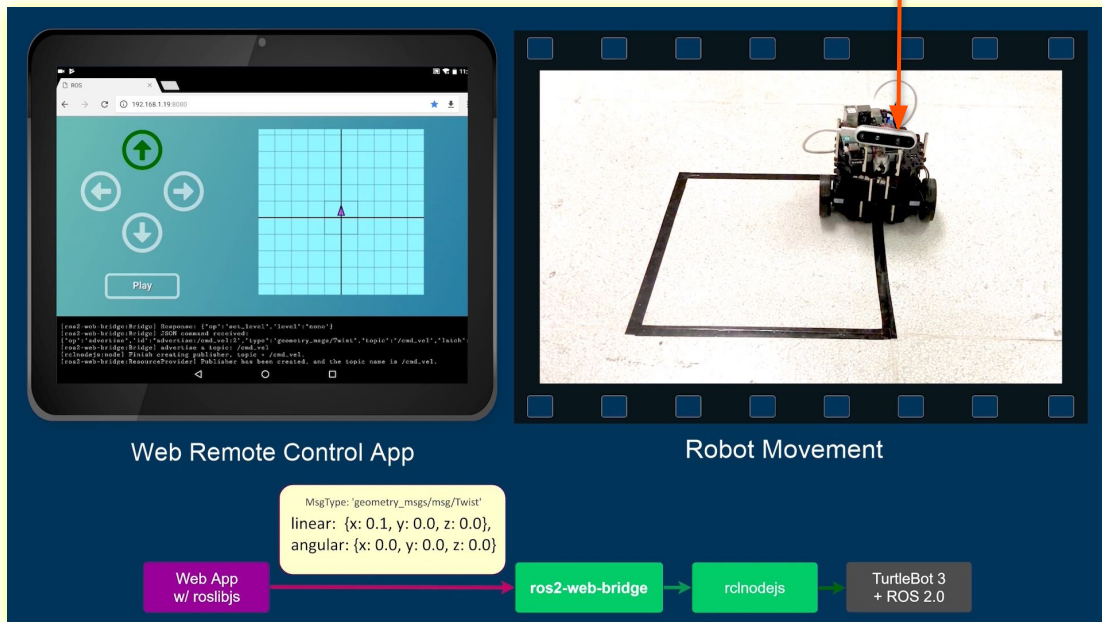 ROS
192.168.1.19:8000
Play
[ros2-web-bridge:Bridge] Response: {"op":"set_level","level":"none"}
[ros2-web-bridge:Bridge] JSON command received:
{"op":"advertise","id":"advertise:/cmd_vel:2","type":"geometry_msgs/Twist","topic":"/cmd_vel","latch":
[ros2-web-bridge:Bridge] advertise a topic: /cmd_vel
[rclnodejs:node] Finish creating publisher, topic = /cmd_vel.
[ros2-web-bridge:ResourceProvider] Publisher has been created, and the topic name is /cmd_vel.
Web Remote Control App
Robot Movement
MsgType: 'geometry_msgs/msg/Twist'
linear: {x: 0.1, y: 0.0, z: 0.0},
angular: {x: 0.0, y: 0.0, z: 0.0}
Web App
w/ roslibjs
ros2-web-bridge
rclnodejs
TurtleBot 3
+ ROS 2.0